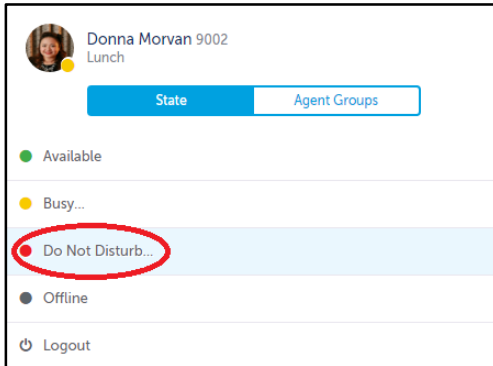 Donna Morvan 9002
Lunch
State
Agent Groups
Available
Busy...
Do Not Disturb...
Offline
Logout